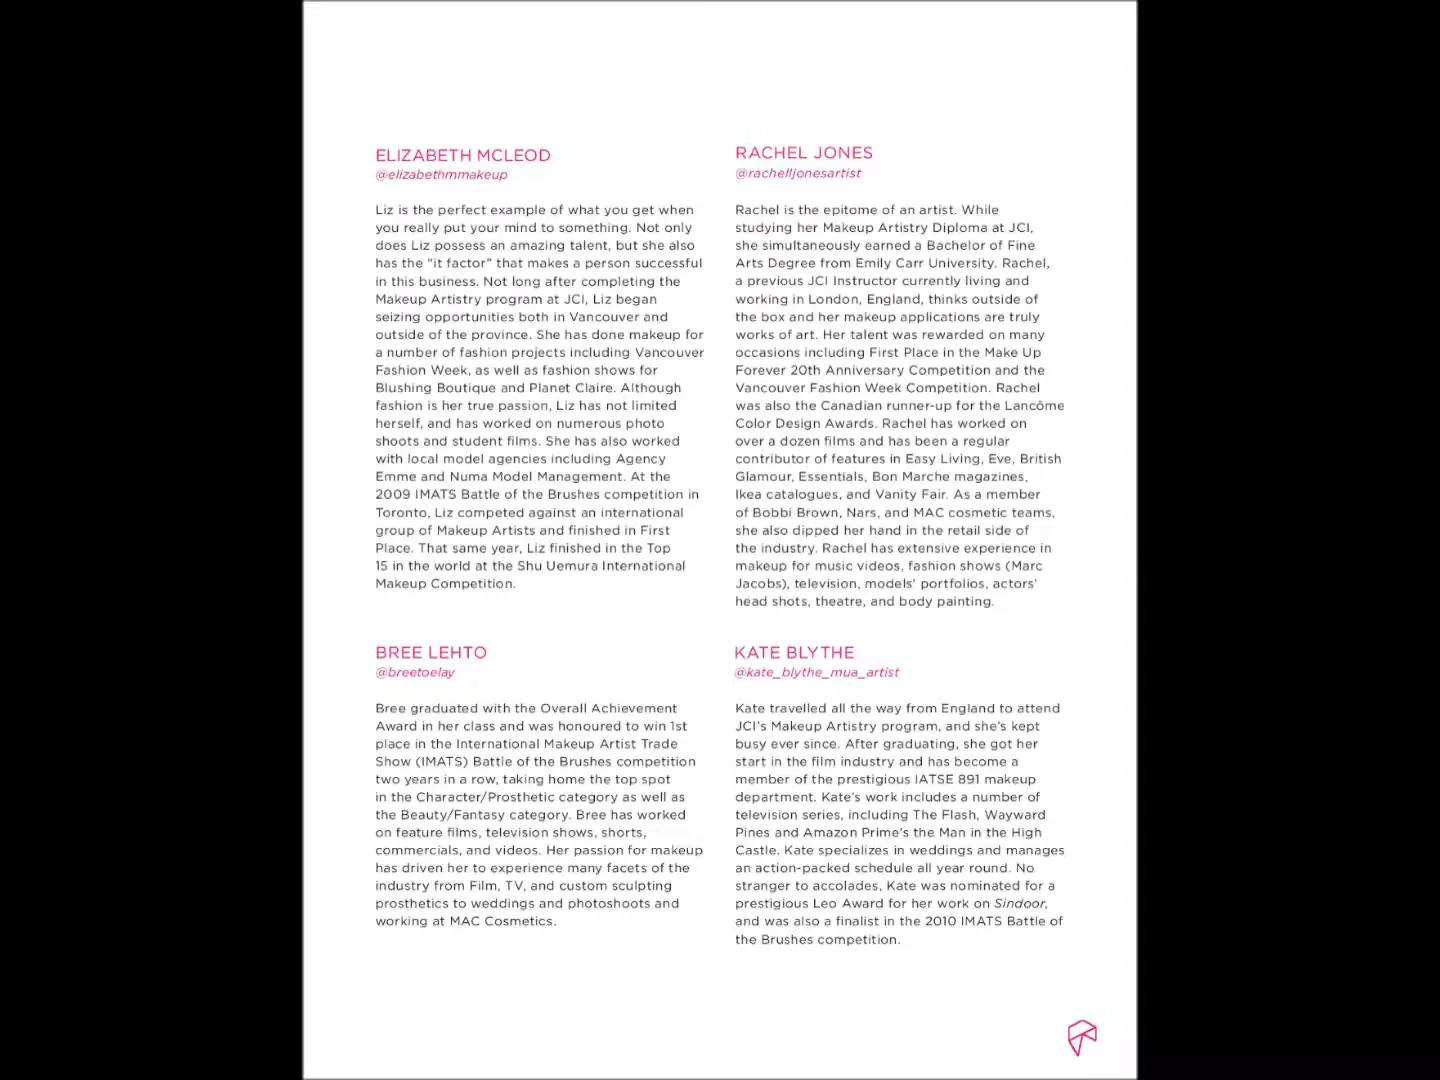 ELIZABETH MCLEOD
@elizabethmmakeup
Liz is the perfect example of what you get when
you really put your mind to something. Not only
does Liz possess an amazing talent, but she also
has the "it factor" that makes a person successful
in this business. Not long after completing the
Makeup Artistry program at JCI, Liz began
seizing opportunities both in Vancouver and
outside of the province. She has done makeup for
a number of fashion projects including Vancouver
Fashion Week, as well as fashion shows for
Blushing Boutique and Planet Claire. Although
fashion is her true passion, Liz has not limited
herself, and has worked on numerous photo
shoots and student films. She has also worked
with local model agencies including Agency
Emme and Numa Model Management. At the
2009 IMATS Battle of the Brushes competition in
Toronto, Liz competed against an international
group of Makeup Artists and finished in First
Place. That same year, Liz finished in the Top
15 in the world at the Shu Uemura International
Makeup Competition.
RACHEL JONES
@rachelljonesartist
Rachel is the epitome of an artist. While
studying her Makeup Artistry Diploma at JCI,
she simultaneously earned a Bachelor of Fine
Arts Degree from Emily Carr University. Rachel,
a previous JCI Instructor currently living and
working in London, England, thinks outside of
the box and her makeup applications are truly
works of art. Her talent was rewarded on many
occasions including First Place in the Make Up
Forever 20th Anniversary Competition and the
Vancouver Fashion Week Competition. Rachel
was also the Canadian runner-up for the Lancôme
Color Design Awards. Rachel has worked on
over a dozen films and has been a regular
contributor of features in Easy Living, Eve, British
Glamour, Essentials, Bon Marche magazines,
Ikea catalogues, and Vanity Fair. As a member
of Bobbi Brown, Nars, and MAC cosmetic teams,
she also dipped her hand in the retail side of
the industry. Rachel has extensive experience in
makeup for music videos, fashion shows (Marc
Jacobs), television, models' portfolios, actors'
head shots, theatre, and body painting.
BREE LEHTO
@breetoelay
Bree graduated with the Overall Achievement
Award in her class and was honoured to win 1st
place in the International Makeup Artist Trade
Show (IMATS) Battle of the Brushes competition
two years in a row, taking home the top spot
in the Character/Prosthetic category as well as
the Beauty/Fantasy category. Bree has worked
on feature films, television shows, shorts,
commercials, and videos. Her passion for makeup
has driven her to experience many facets of the
industry from Film, TV, and custom sculpting
prosthetics to weddings and photoshoots and
working at MAC Cosmetics.
KATE BLYTHE
@kate_blythe_mua_artist
Kate travelled all the way from England to attend
JCI's Makeup Artistry program, and she's kept
busy ever since. After graduating, she got her
start in the film industry and has become a
member of the prestigious IATSE 891 makeup
department. Kate's work includes a number of
television series, including The Flash, Wayward
Pines and Amazon Prime's the Man in the High
Castle. Kate specializes in weddings and manages
an action-packed schedule all year round. No
stranger to accolades, Kate was nominated for a
prestigious Leo Award for her work on Sindoor,
and was also a finalist in the 2010 IMATS Battle of
the Brushes competition.